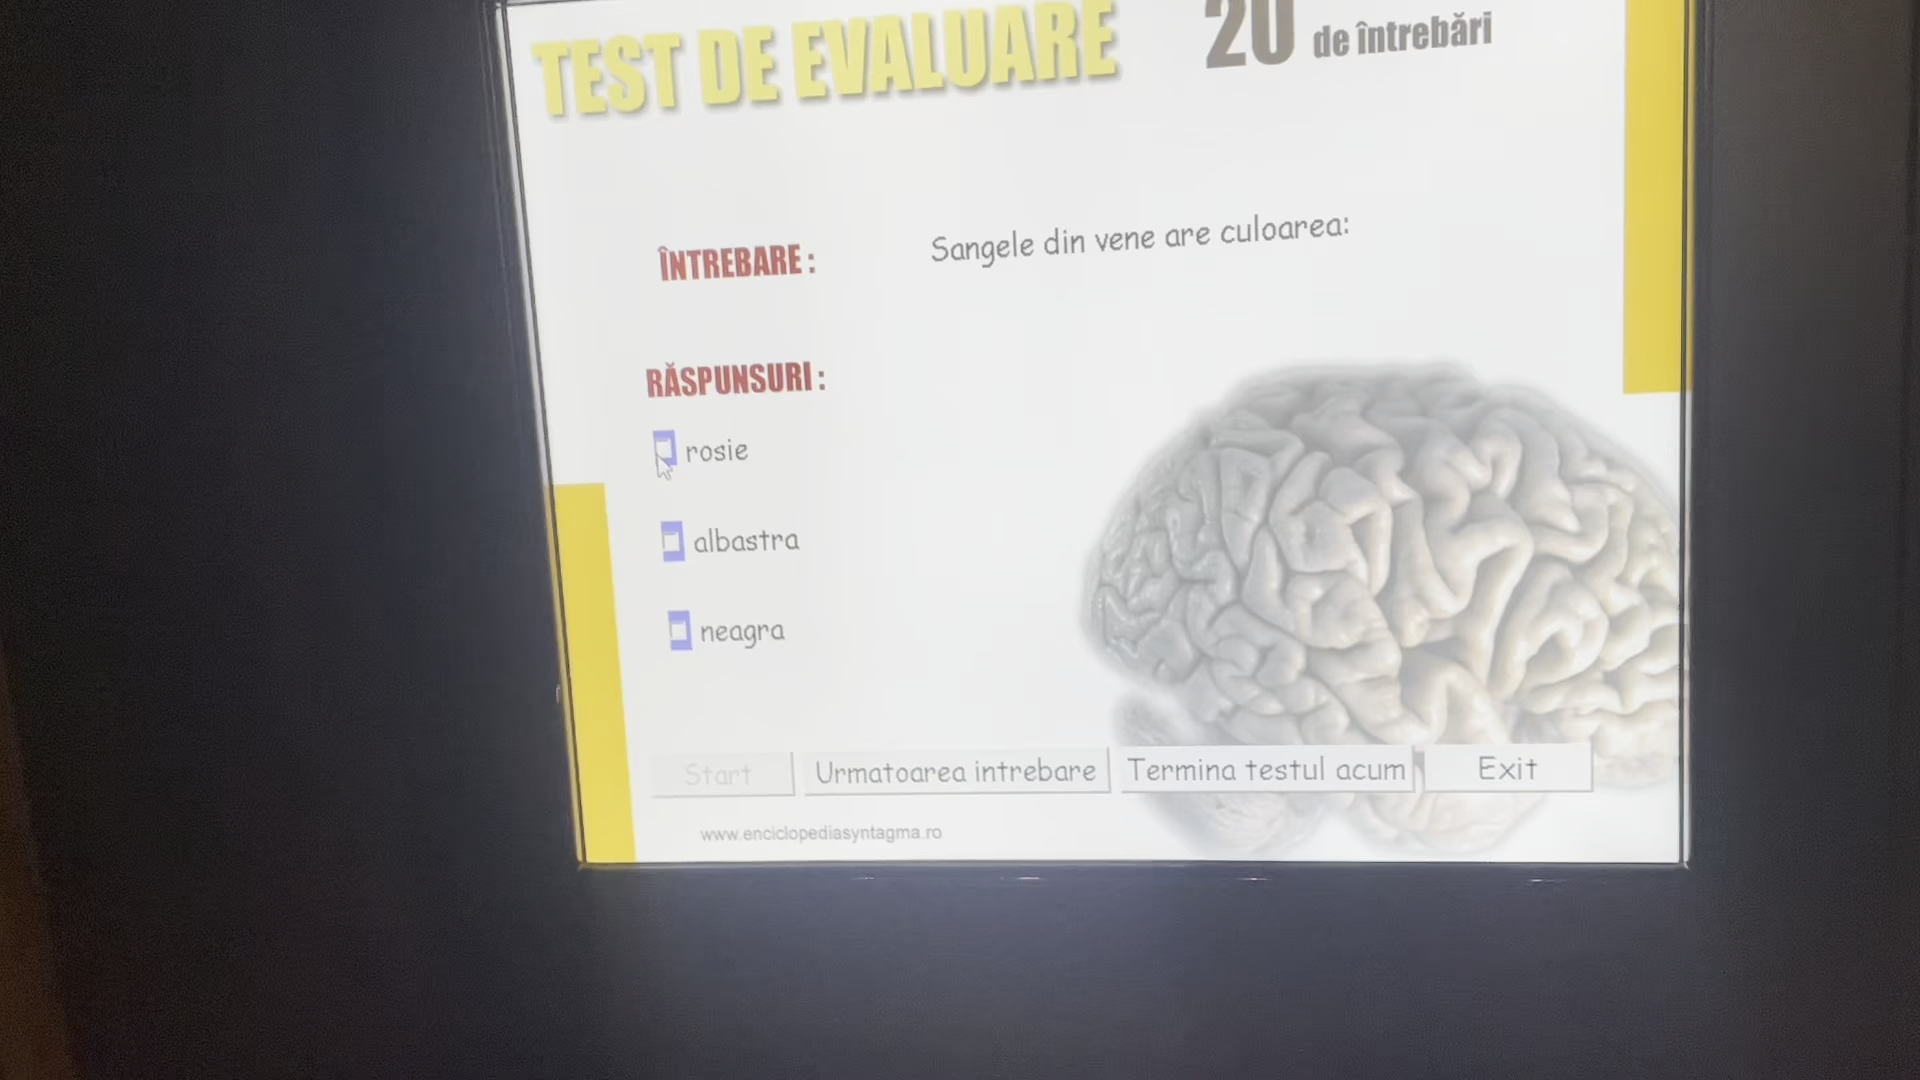 TEST DE EVALUARE
20 de întrebări
ÎNTREBARE :
Sangele din vene are culoarea:
RĂSPUNSURI :
rosie
albastra
neagra
Start
Urmatoarea intrebare
Termina testul acum
Exit
www.enciclopediasyntagma.ro